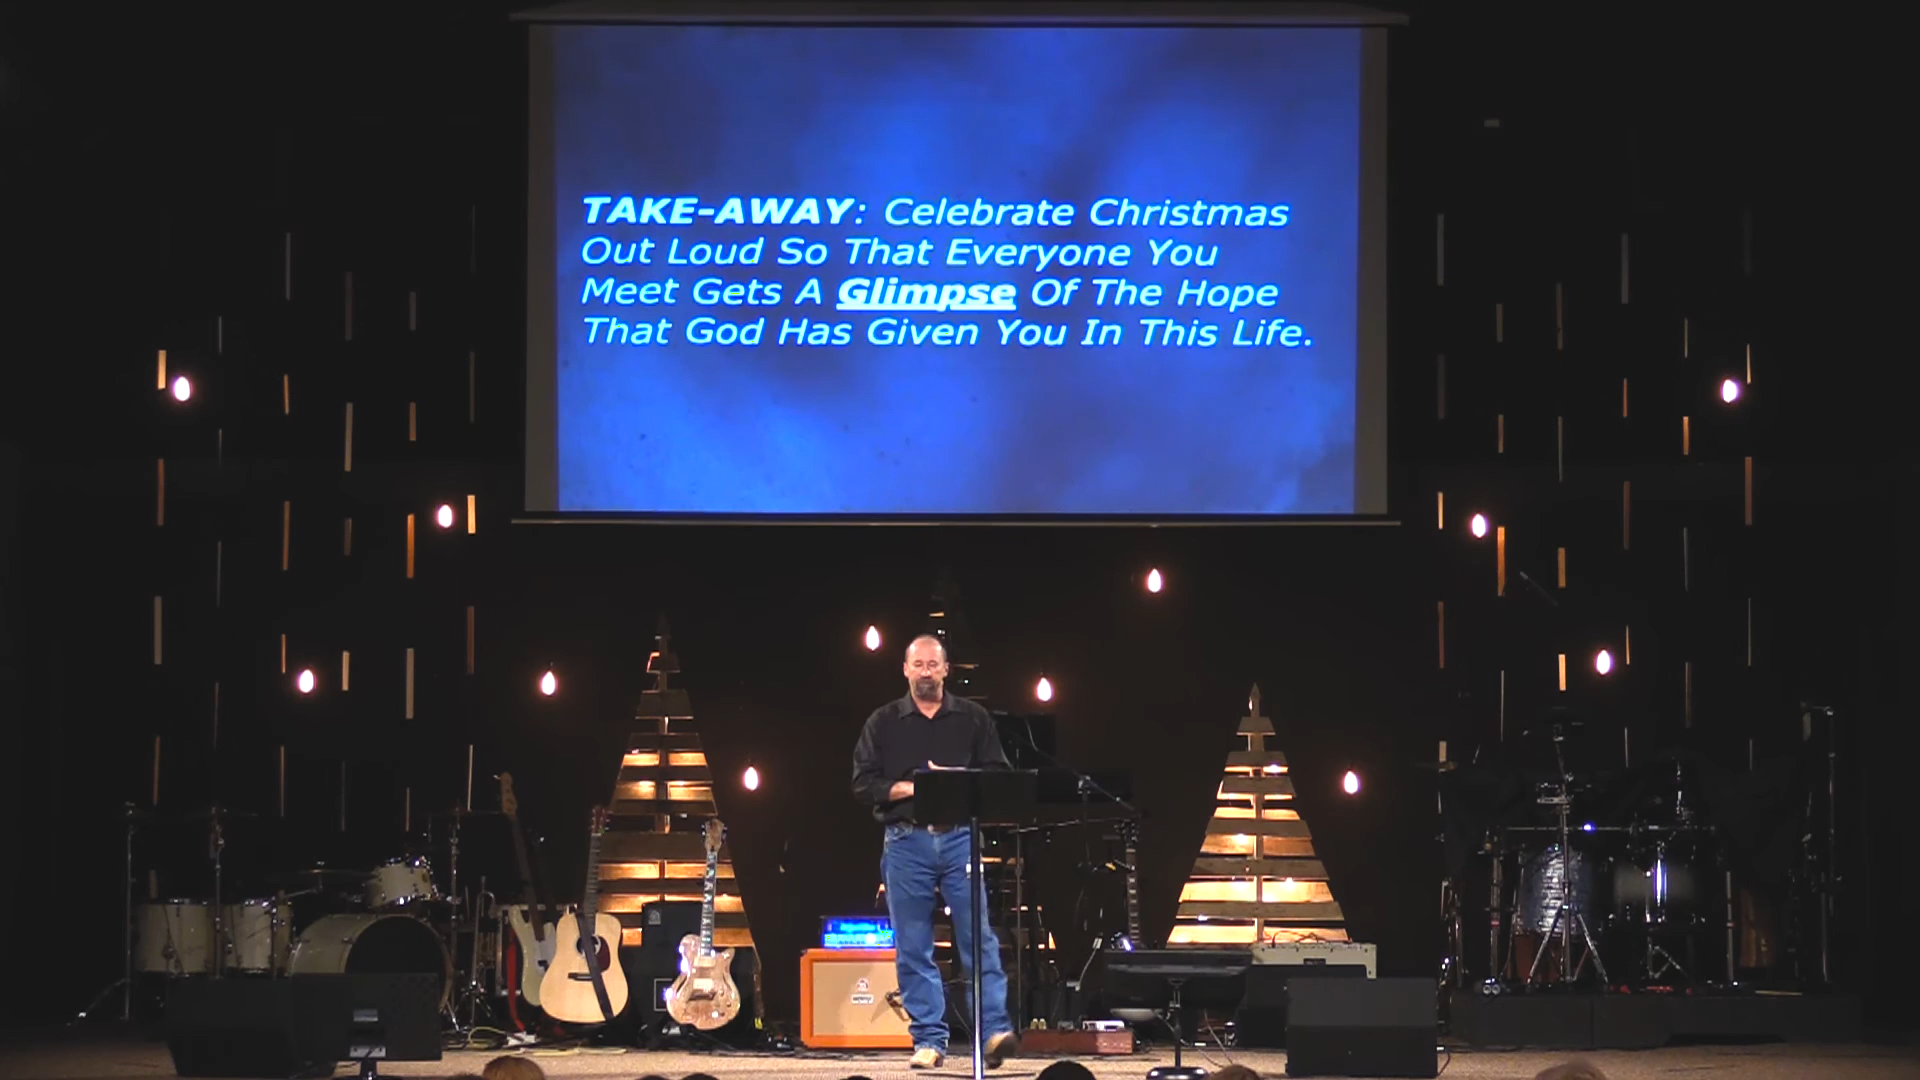 TAKE-AWAY: Celebrate Christmas
Out Loud So That Everyone You
Meet Gets A Glimpse Of The Hope
That God Has Given You In This Life.